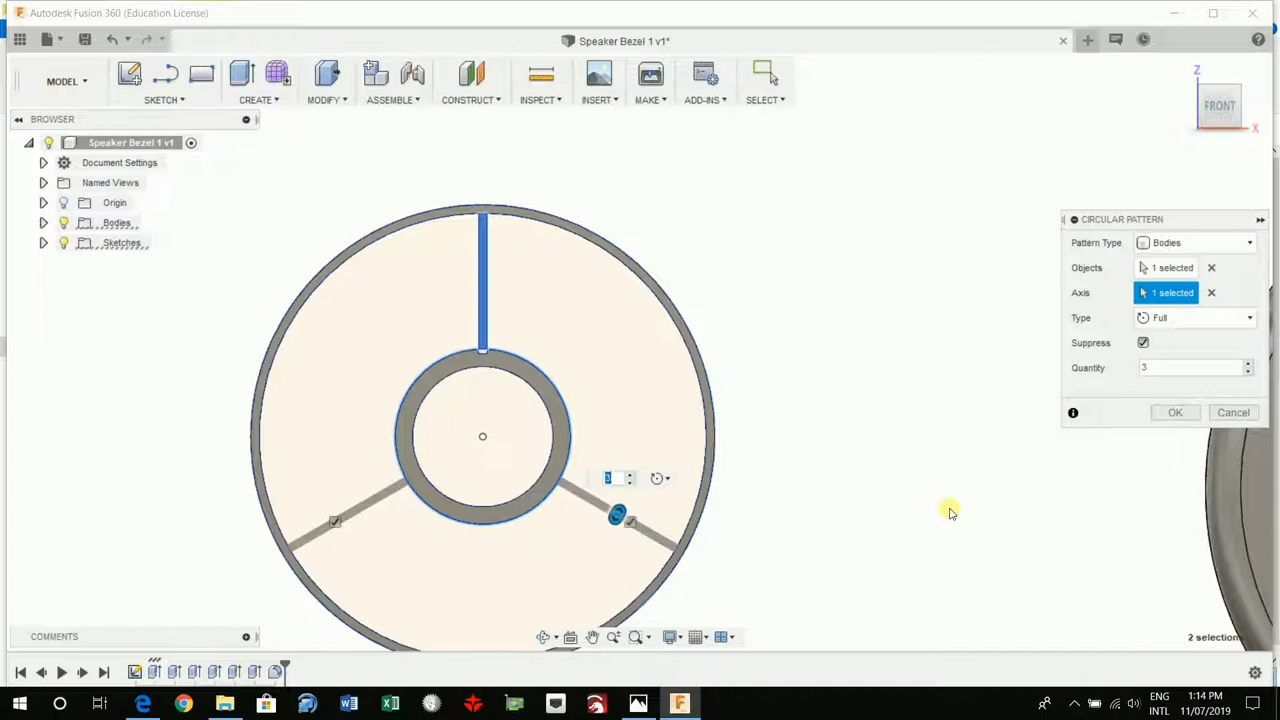 Autodesk Fusion 360 (Education License)
Speaker Bezel 1 v1*
MODEL
SKETCH
CREATE
MODIFY
ASSEMBLE
CONSTRUCT
INSPECT
INSERT
MAKE
ADD-INS
SELECT
Z
FRONT
X
BROWSER
Speaker Bezel 1 v1
Document Settings
Named Views
Origin
Bodies
Sketches
CIRCULAR PATTERN
Pattern Type Bodies
Objects 1 selected
Axis 1 selected
Type Full
Suppress
Quantity 3
OK Cancel
3
COMMENTS
ENG
1:14 PM
INTL
11/07/2019